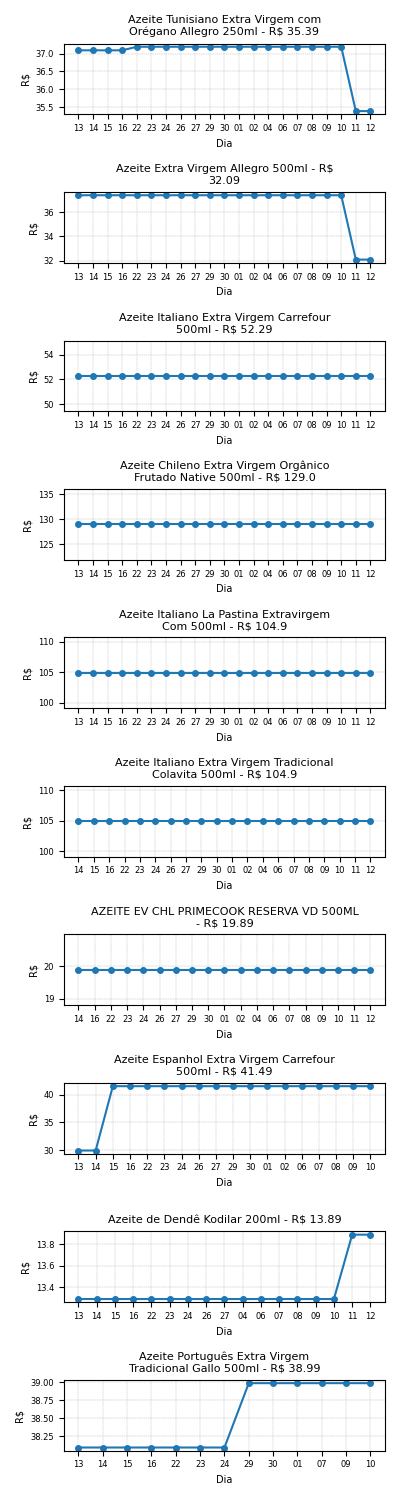 Azeite Tunisiano Extra Virgem com
Orégano Allegro 250ml - R$ 35.39
37.0
36.5
36.0
35.5
R$
13 14 15 16 22 23 24 26 27 29 30 01 02 04 06 07 08 09 10 11 12
Dia
Azeite Extra Virgem Allegro 500ml - R$
32.09
36
34
32
R$
13 14 15 16 22 23 24 26 27 29 30 01 02 04 06 07 08 09 10 11 12
Dia
Azeite Italiano Extra Virgem Carrefour
500ml - R$ 52.29
54
52
50
R$
13 14 15 16 22 23 24 26 27 29 30 01 02 04 06 07 08 09 10 11 12
Dia
Azeite Chileno Extra Virgem Orgânico
Frutado Native 500ml - R$ 129.0
135
130
125
R$
13 14 15 16 22 23 24 26 27 29 30 01 02 04 06 07 08 09 10 11 12
Dia
Azeite Italiano La Pastina Extravirgem
Com 500ml - R$ 104.9
110
105
100
R$
13 14 15 16 22 23 24 26 27 29 30 01 02 04 06 07 08 09 10 11 12
Dia
Azeite Italiano Extra Virgem Tradicional
Colavita 500ml - R$ 104.9
110
105
100
R$
14 15 16 22 23 24 26 27 29 30 01 02 04 06 07 08 09 10 11 12
Dia
AZEITE EV CHL PRIMECOOK RESERVA VD 500ML
- R$ 19.89
20
19
R$
14 16 22 23 24 26 27 29 30 01 02 04 06 07 08 09 10 11 12
Dia
Azeite Espanhol Extra Virgem Carrefour
500ml - R$ 41.49
40
35
30
R$
13 14 15 16 22 23 24 26 27 29 30 01 02 06 07 08 09 10
Dia
Azeite de Dendê Kodilar 200ml - R$ 13.89
13.8
13.6
13.4
R$
13 14 15 16 22 23 24 26 27 04 06 07 08 09 10 11 12
Dia
Azeite Português Extra Virgem
Tradicional Gallo 500ml - R$ 38.99
39.00
38.75
38.50
38.25
R$
13 14 15 16 22 23 24 29 30 01 07 09 10
Dia